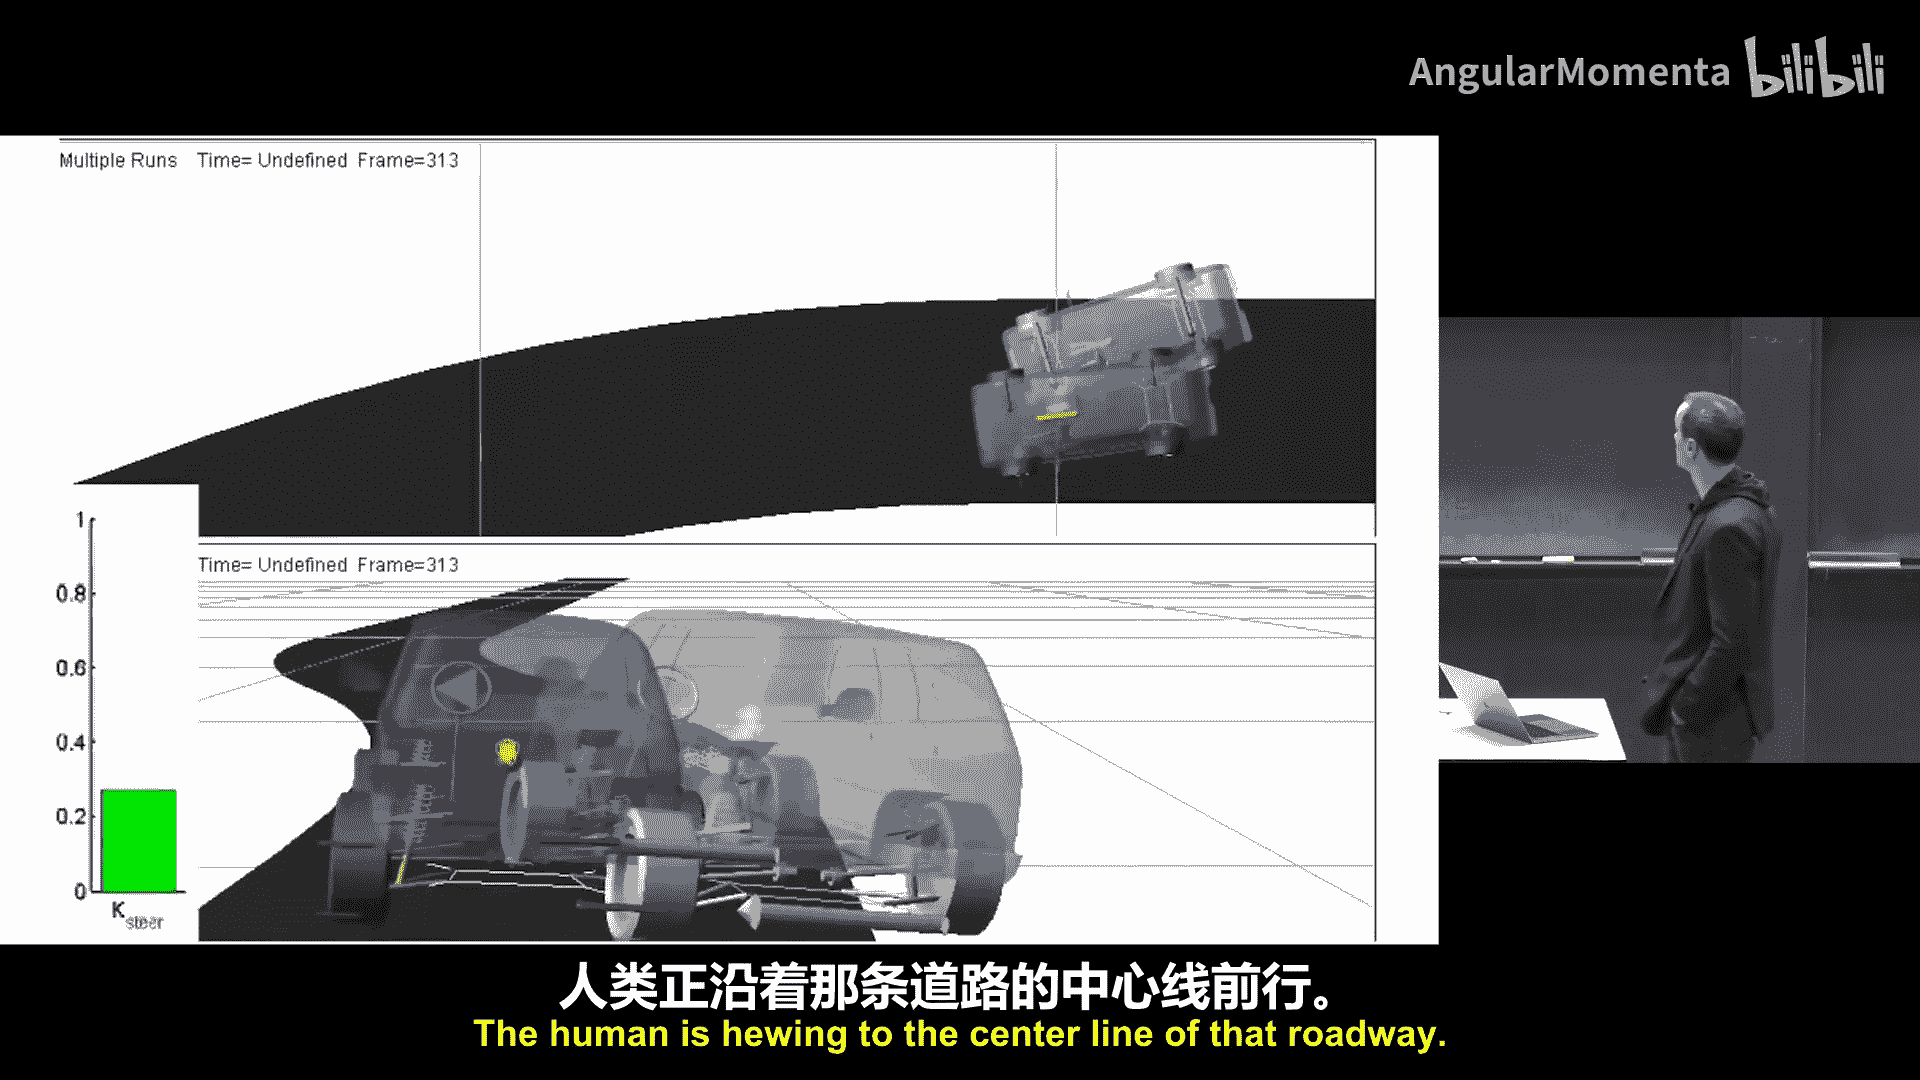 AngularMomenta bilibili
Multiple Runs Time= Undefined Frame=313
Time= Undefined Frame=313
1
0.8
0.6
0.4
0.2
0
K steer
人类正沿着那条道路的中心线前行。
The human is hewing to the center line of that roadway.